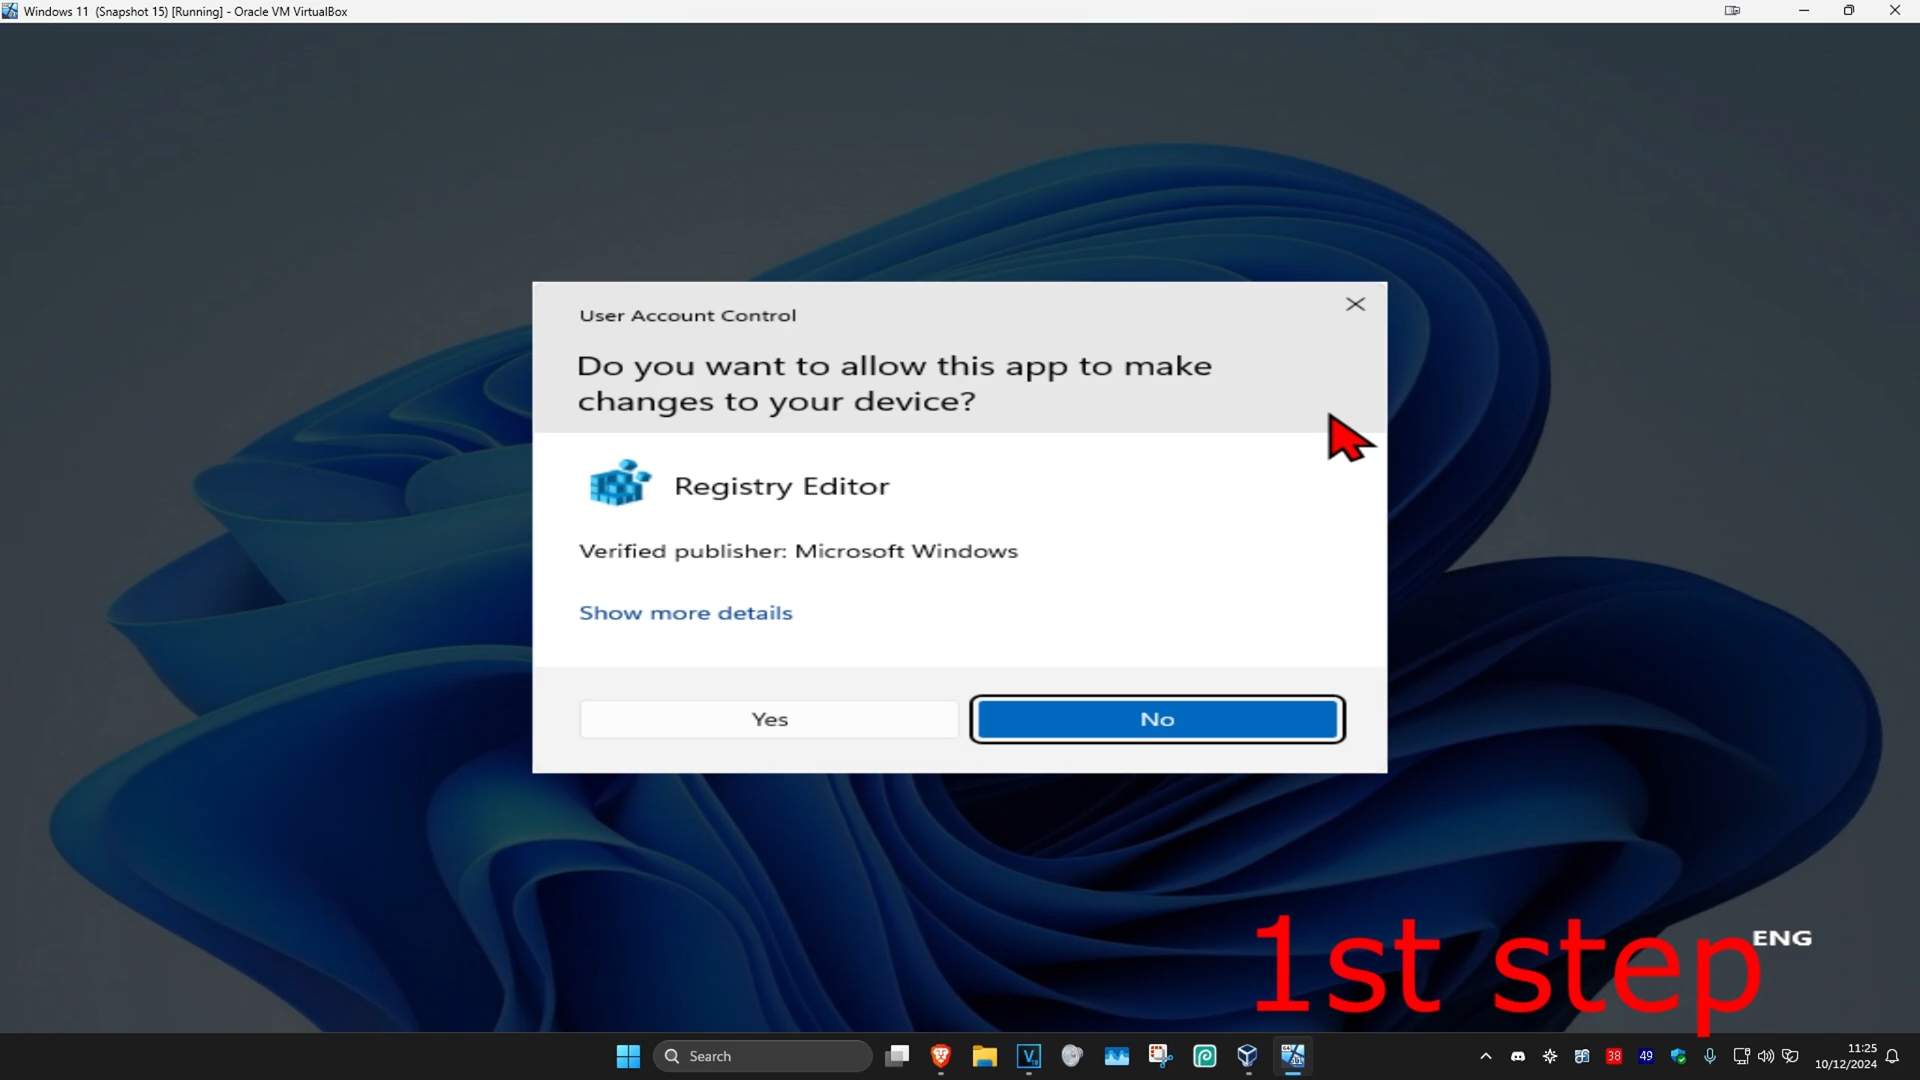 Windows 11 (Snapshot 15) [Running] - Oracle VM VirtualBox
User Account Control
Do you want to allow this app to make
changes to your device?
Registry Editor
Verified publisher: Microsoft Windows
Show more details
Yes
No
ENG
1st step
Search
38
49
11:25
10/12/2024